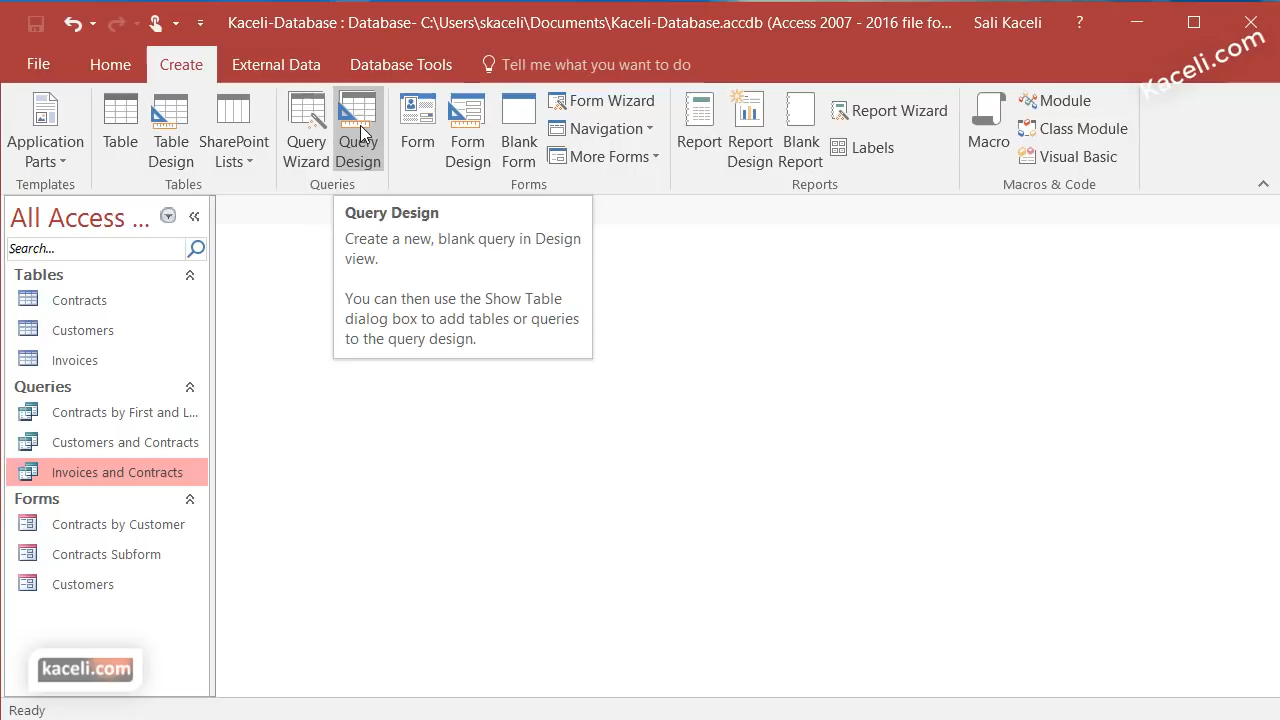 Kaceli-Database : Database- C:\Users\skaceli\Documents\Kaceli-Database.accdb (Access 2007 - 2016 file fo...
Sali Kaceli
?
Kaceli.com
File
Home
Create
External Data
Database Tools
Tell me what you want to do
Application Parts
Table
Table Design
SharePoint Lists
Query Wizard
Query Design
Form
Form Design
Blank Form
Form Wizard
Navigation
More Forms
Report
Report Design
Blank Report
Report Wizard
Labels
Macro
Module
Class Module
Visual Basic
Templates
Tables
Queries
Forms
Reports
Macros & Code
All Access ...
Search...
Tables
Contracts
Customers
Invoices
Queries
Contracts by First and L...
Customers and Contracts
Invoices and Contracts
Forms
Contracts by Customer
Contracts Subform
Customers
Query Design
Create a new, blank query in Design
view.
You can then use the Show Table
dialog box to add tables or queries
to the query design.
kaceli.com
Ready